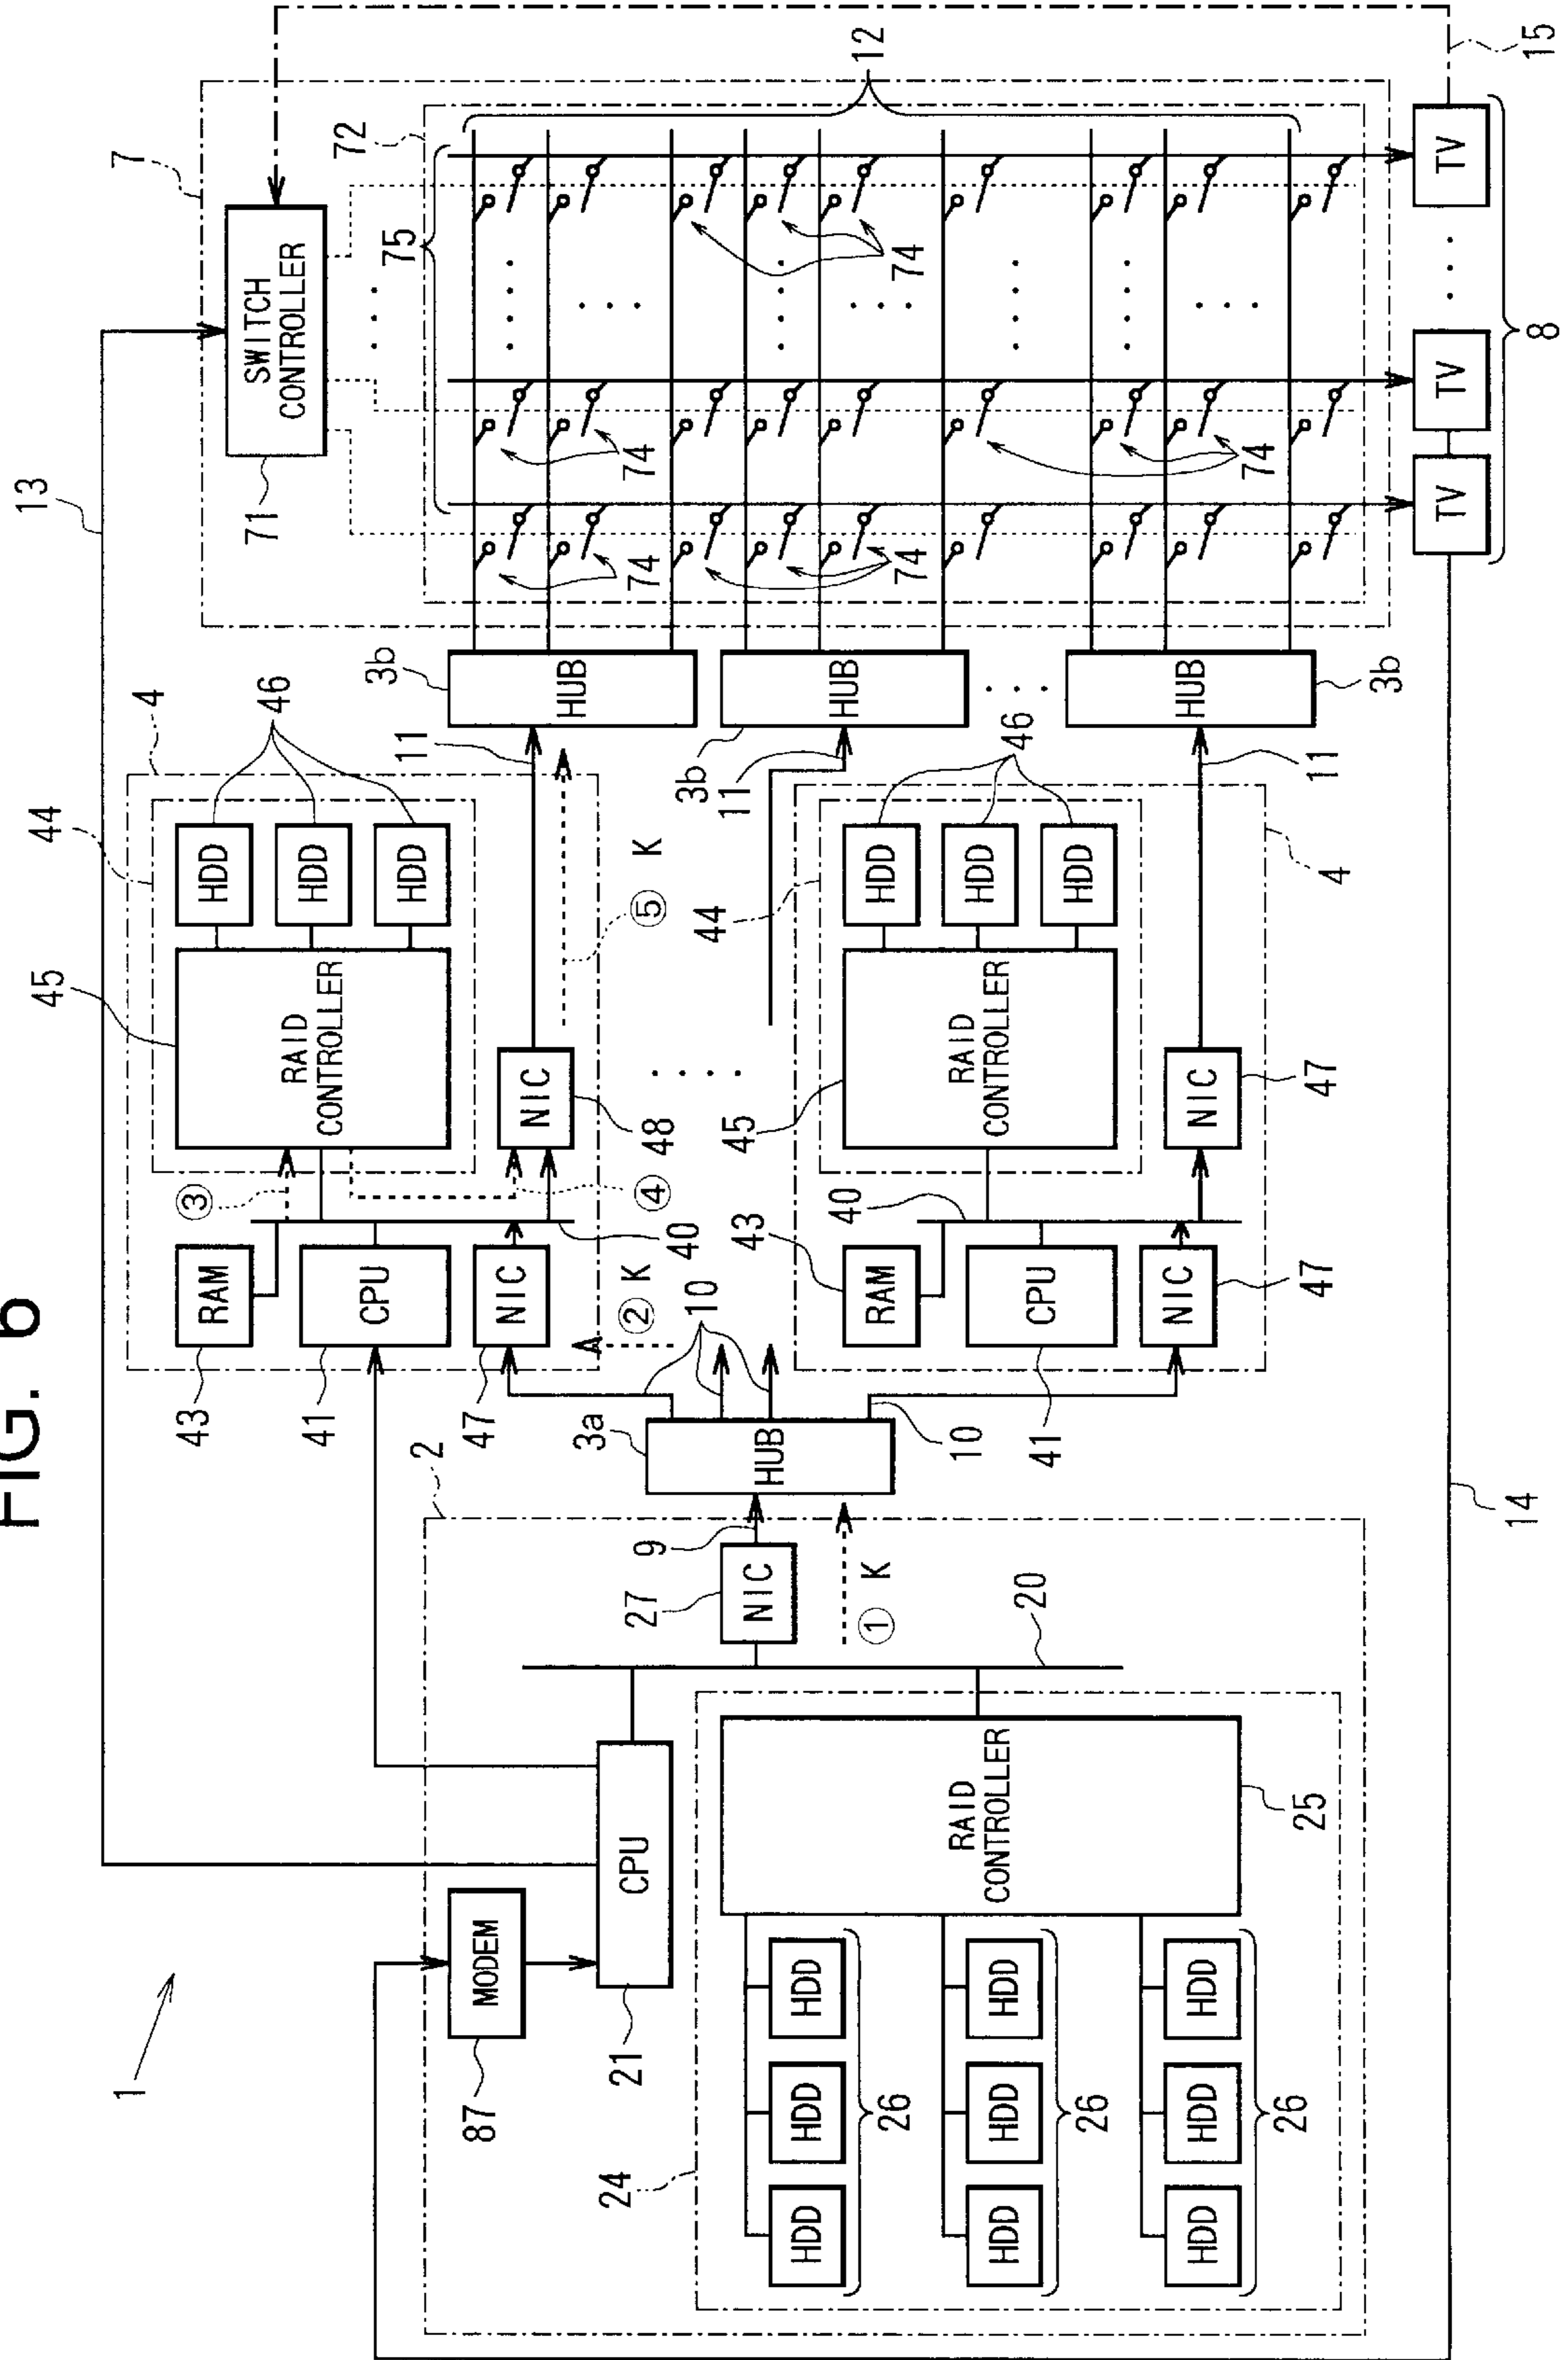 FIG. 6
1
13
7
SWITCH
CONTROLLER
71
72
75
12
74
74
74
74
74
15
TV
TV
TV
8
3b
HUB
3b
HUB
HUB
3b
11
11
11
4
44
45
RAID
CONTROLLER
HDD
HDD
HDD
46
③
④
⑤ K
NIC
48
RAM
43
CPU
41
NIC
47
40
② K
10
3a
HUB
10
44
4
45
RAID
CONTROLLER
HDD
HDD
HDD
46
NIC
47
40
43
RAM
CPU
41
NIC
47
2
9
NIC
27
① K
20
MODEM
87
CPU
21
24
RAID
CONTROLLER
25
HDD
HDD
HDD
26
HDD
HDD
HDD
26
HDD
HDD
HDD
26
14